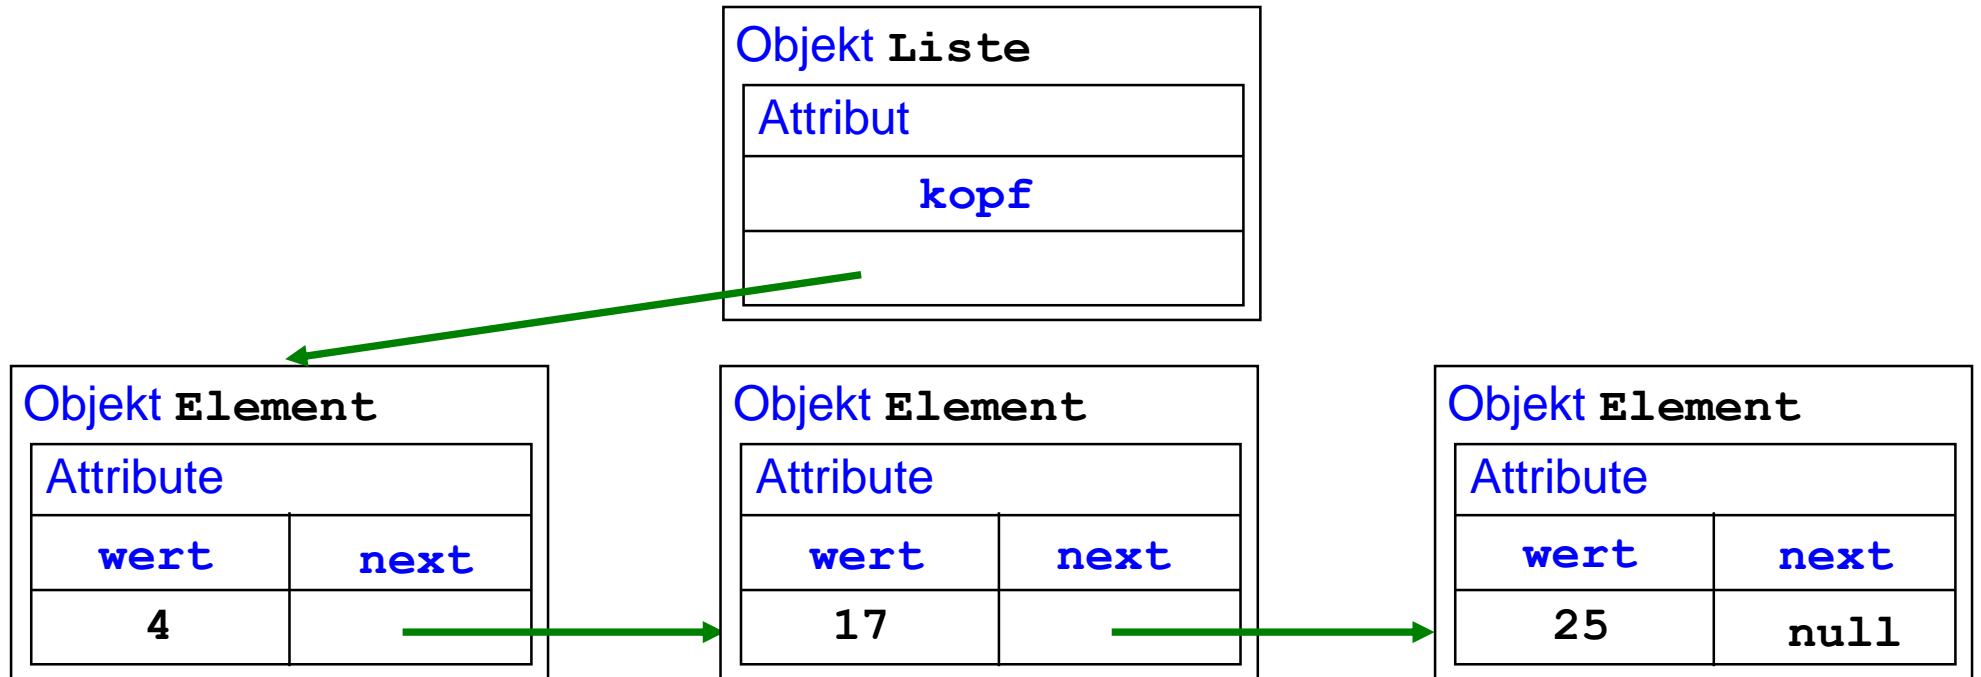 Objekt Liste
Attribut
kopf
Objekt Element
Attribute
wert next
4
Objekt Element
Attribute
wert next
17
Objekt Element
Attribute
wert next
25 null